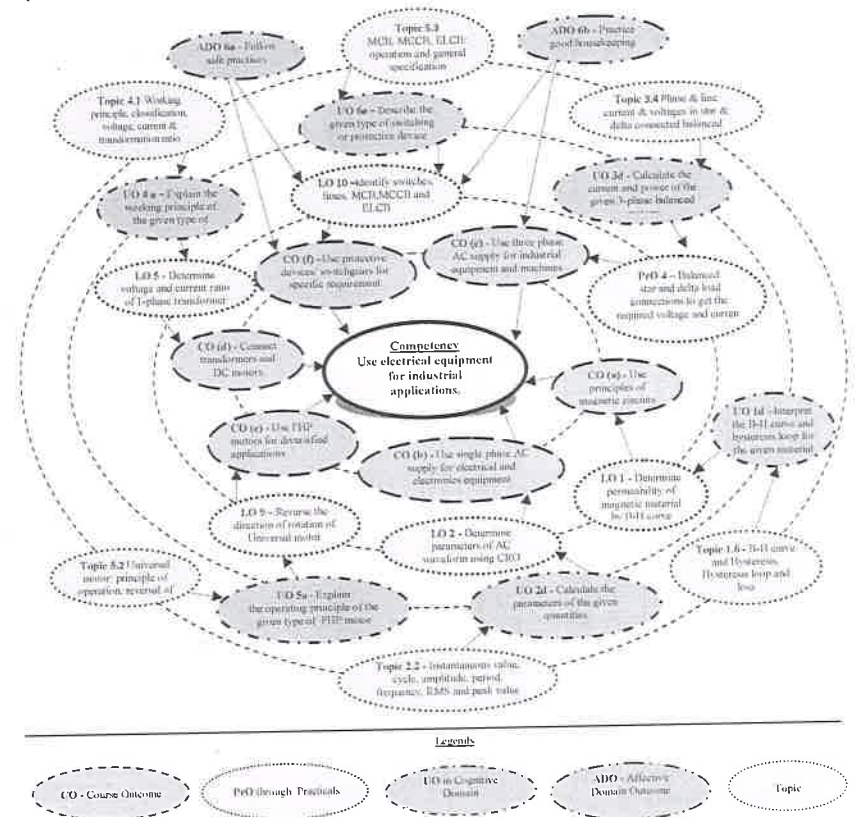 ADO 6a - Follow
safe practices
Topic 5.3
MCB, MCCB, ELCB:
operation and general
specification
ADO 6b - Practice
good housekeeping
Topic 4.1 Working
principle, classification,
voltage, current &
transformation ratio
UO 6a - Describe the
given type of switching
or protective device
Topic 3.4 Phase & line
current & voltages in star &
delta connected balanced
UO 4 a - Explain the
working principle of
the given type of
LO 10 - Identify switches,
fuses, MCB, MCCB and
ELCB
UO 3d - Calculate the
current and power of the
given 3-phase balanced
LO 5 - Determine
voltage and current ratio
of 1-phase transformer
CO (f) - Use protective
devices/ switchgears for
specific requirement
CO (c) - Use three phase
AC supply for industrial
equipment and machines
PrO 4 - Balanced
star and delta load
connections to get the
required voltage and curren
CO (d) - Connect
transformers and
DC motors
Competency
Use electrical equipment
for industrial
applications.
CO (a) - Use
principles of
magnetic circuits
CO (e) - Use FHP
motors for diversified
applications
CO (b) - Use single phase AC
supply for electrical and
electronics equipment
UO 1d - Interpret
the B-H curve and
hysteresis loop for
the given material
LO 1 - Determine
permeability of
magnetic material
by B-H curve
LO 9 - Reverse the
direction of rotation of
Universal motor
LO 2 - Determine
parameters of AC
waveform using CRO
Topic 5.2 Universal
motor: principle of
operation, reversal of
Topic 1.6 - B-H curve
and Hysteresis,
Hysteresis loop and
loss
UO 5a - Explain
the operating principle of the
given type of FHP motor
UO 2d - Calculate the
parameters of the given
quantities
Topic 2.2 - Instantaneous value,
cycle, amplitude, period,
frequency, RMS and peak value
Legends
CO - Course Outcome
PrO through Practicals
UO in Cognitive
Domain
ADO - Affective
Domain Outcome
Topic